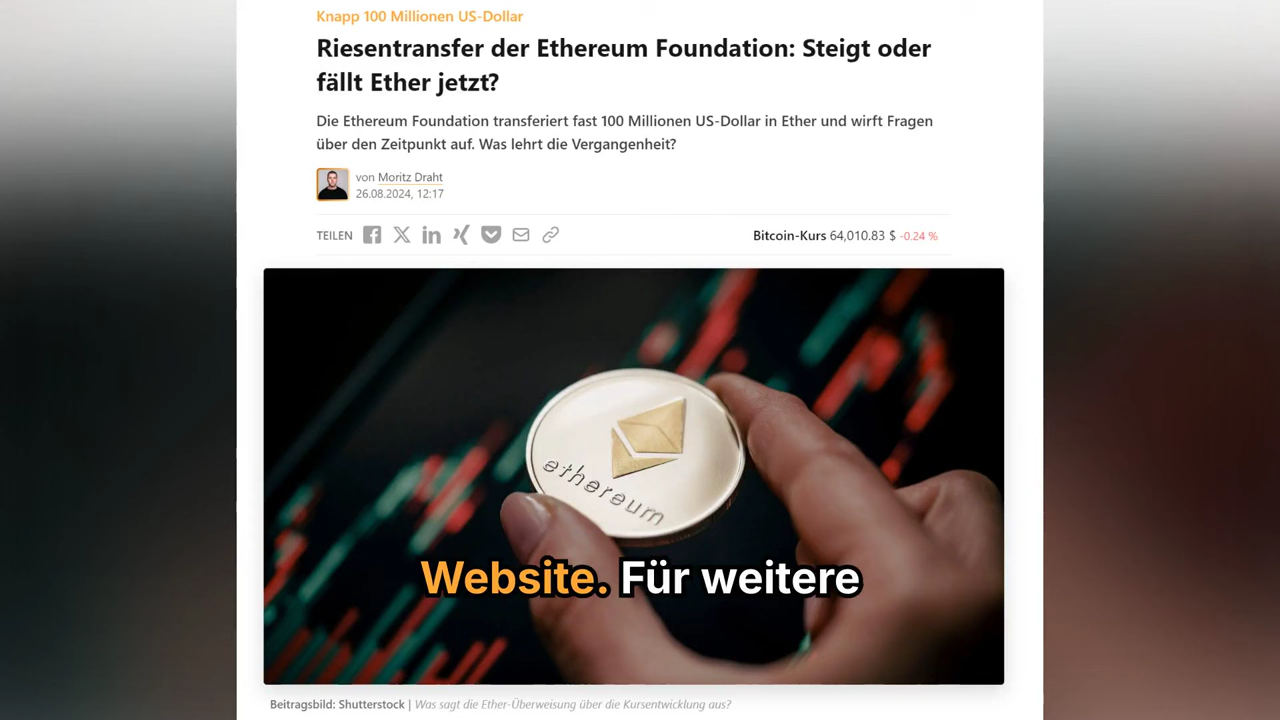 Knapp 100 Millionen US-Dollar
Riesentransfer der Ethereum Foundation: Steigt oder
fällt Ether jetzt?
Die Ethereum Foundation transferiert fast 100 Millionen US-Dollar in Ether und wirft Fragen
über den Zeitpunkt auf. Was lehrt die Vergangenheit?
von Moritz Draht
26.08.2024, 12:17
TEILEN
Bitcoin-Kurs 64,010.83 $ -0.24 %
ethereum
Website. Für weitere
Beitragsbild: Shutterstock | Was sagt die Ether-Überweisung über die Kursentwicklung aus?